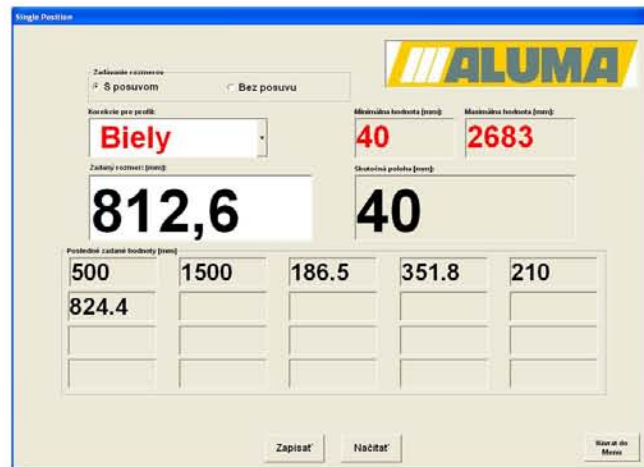 Single Position
ALUMA
Zadávanie rozmerov
S posuvom Bez posuvu
Korekcie pre profil: Minimálna hodnota [mm]: Maximálna hodnota [mm]:
Biely 40 2683
Zadaný rozmer: [mm]: Skutočná poloha [mm]:
812,6 40
Posledné zadané hodnoty [mm]
500 1500 186.5 351.8 210
824.4
Zapísať Načítať Návrat do
Menu